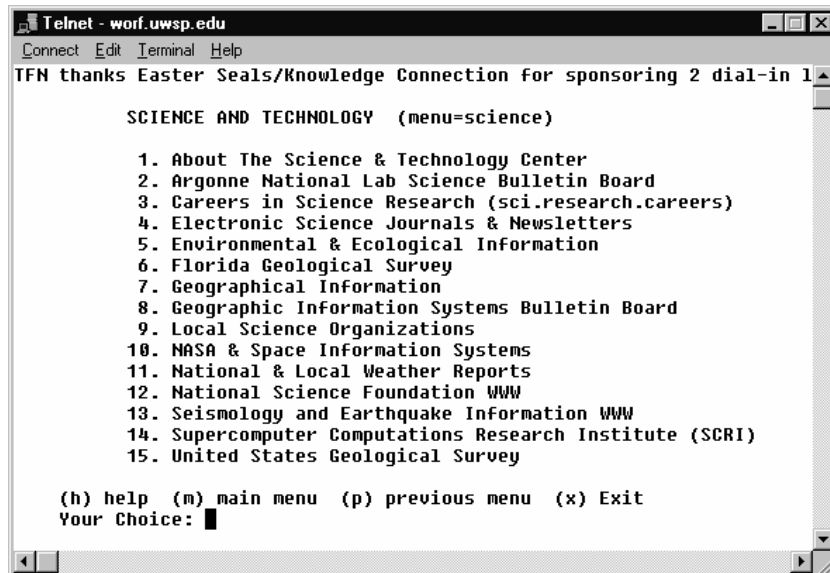 Telnet - worf.uwsp.edu
Connect Edit Terminal Help
TFN thanks Easter Seals/Knowledge Connection for sponsoring 2 dial-in l
SCIENCE AND TECHNOLOGY (menu=science)
1. About The Science & Technology Center
2. Argonne National Lab Science Bulletin Board
3. Careers in Science Research (sci.research.careers)
4. Electronic Science Journals & Newsletters
5. Environmental & Ecological Information
6. Florida Geological Survey
7. Geographical Information
8. Geographic Information Systems Bulletin Board
9. Local Science Organizations
10. NASA & Space Information Systems
11. National & Local Weather Reports
12. National Science Foundation WWW
13. Seismology and Earthquake Information WWW
14. Supercomputer Computations Research Institute (SCRI)
15. United States Geological Survey
(h) help (m) main menu (p) previous menu (x) Exit
Your Choice: